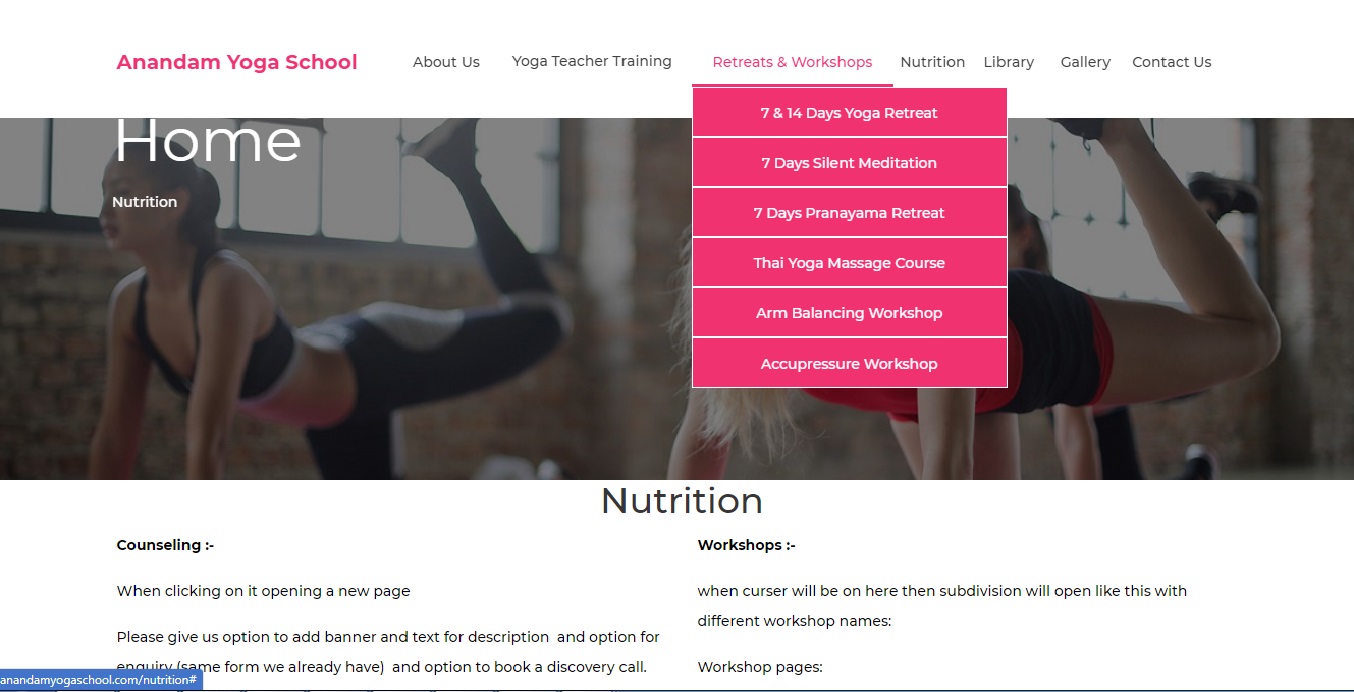 Anandam Yoga School
About Us Yoga Teacher Training Retreats & Workshops Nutrition Library Gallery Contact Us
7 & 14 Days Yoga Retreat
7 Days Silent Meditation
7 Days Pranayama Retreat
Thai Yoga Massage Course
Arm Balancing Workshop
Accupressure Workshop
Home
Nutrition
Nutrition
Counseling :-
When clicking on it opening a new page
Please give us option to add banner and text for description and option for
enquiry (same form we already have) and option to book a discovery call.
Workshops :-
when curser will be on here then subdivision will open like this with
different workshop names:
Workshop pages:
anandamyogaschool.com/nutrition#